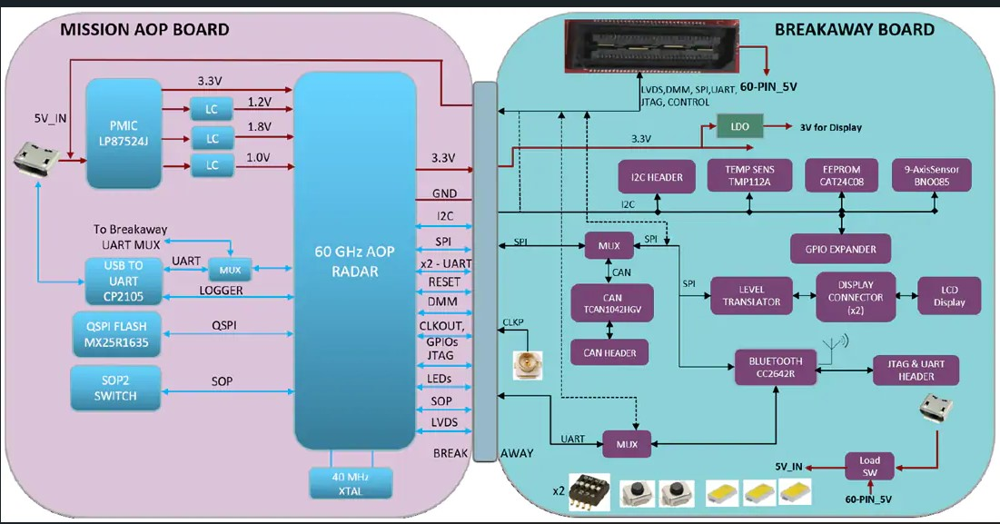 MISSION AOP BOARD
BREAKAWAY BOARD
5V_IN
PMIC
LP87524J
3.3V
LC
1.2V
LC
1.8V
LC
1.0V
60 GHz AOP
RADAR
To Breakaway
UART MUX
USB TO
UART
CP2105
UART
MUX
LOGGER
QSPI FLASH
MX25R1635
QSPI
SOP2
SWITCH
SOP
40 MHz
XTAL
3.3V
GND
I2C
SPI
x2 - UART
RESET
DMM
CLKOUT,
GPIOs
JTAG
LEDs
SOP
LVDS
BREAK
AWAY
LVDS,DMM, SPI,UART,
JTAG, CONTROL
60-PIN_5V
LDO
3V for Display
3.3V
I2C HEADER
TEMP SENS
TMP112A
EEPROM
CAT24C08
9-AxisSensor
BNO085
I2C
GPIO EXPANDER
SPI
MUX
SPI
CAN
CAN
TCAN1042HGV
CAN HEADER
SPI
LEVEL
TRANSLATOR
DISPLAY
CONNECTOR
(x2)
LCD
Display
CLKP
BLUETOOTH
CC2642R
JTAG & UART
HEADER
UART
MUX
5V_IN
Load
SW
60-PIN_5V
x2